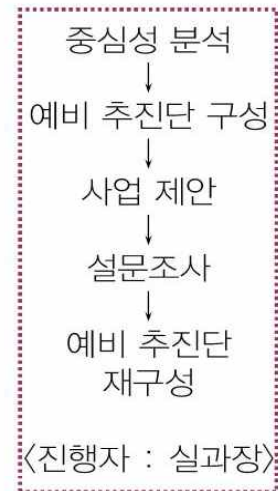 중심성 분석
↓
예비 추진단 구성
↓
사업 제안
↓
설문조사
↓
예비 추진단
재구성
〈진행자 : 실과장〉